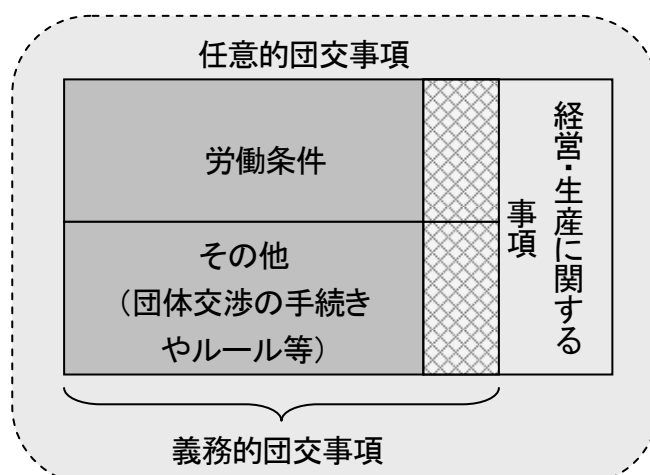 任意的団交事項
労働条件
その他
（団体交渉の手続き
やルール等）
経営・生産に関する
事項
義務的団交事項